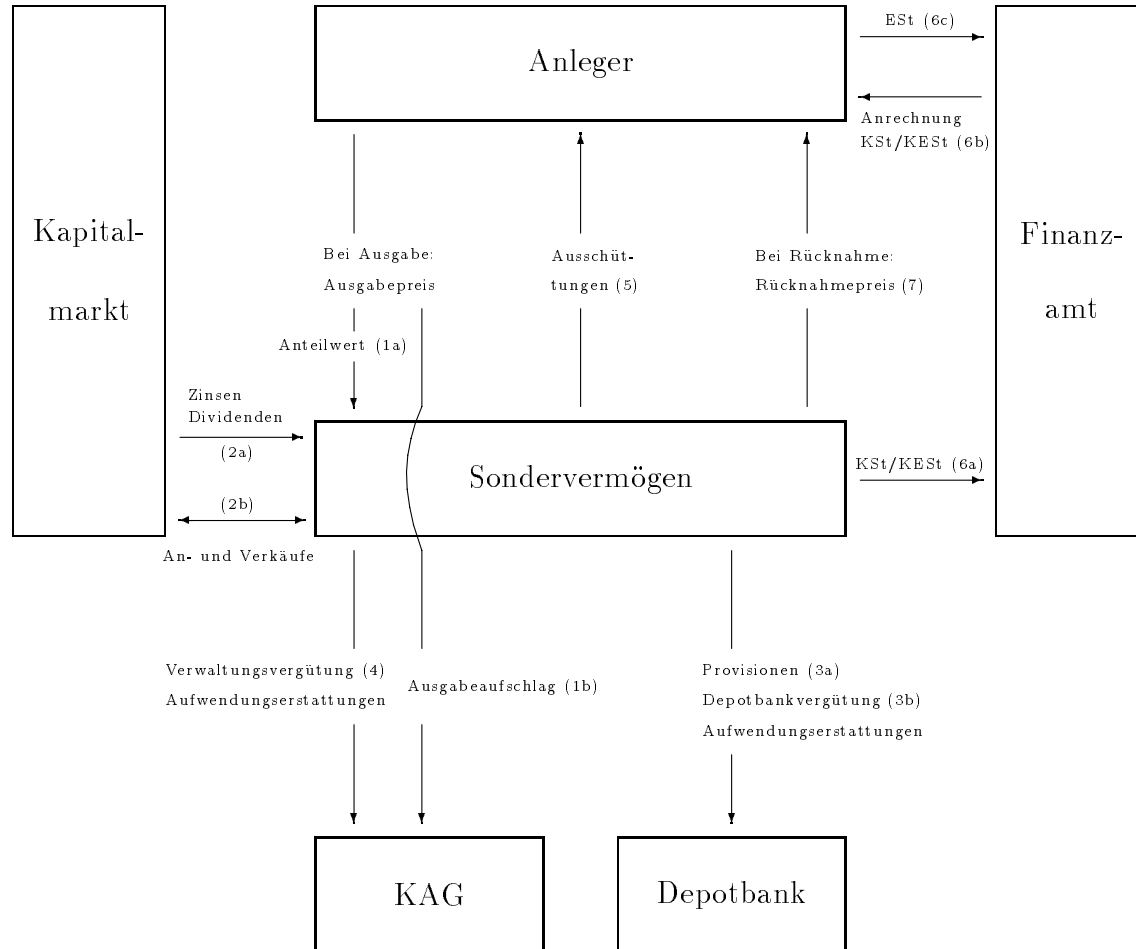 ESt (6c)
Anleger
Anrechnung
KSt/KESt (6b)
Kapital-
markt
Finanz-
amt
Bei Ausgabe:
Ausgabepreis
Ausschüt-
tungen (5)
Bei Rücknahme:
Rücknahmepreis (7)
Anteilwert (1a)
Zinsen
Dividenden
(2a)
Sondervermögen
KSt/KESt (6a)
(2b)
An- und Verkäufe
Verwaltungsvergütung (4)
Aufwendungserstattungen
Ausgabeaufschlag (1b)
Provisionen (3a)
Depotbankvergütung (3b)
Aufwendungserstattungen
KAG
Depotbank